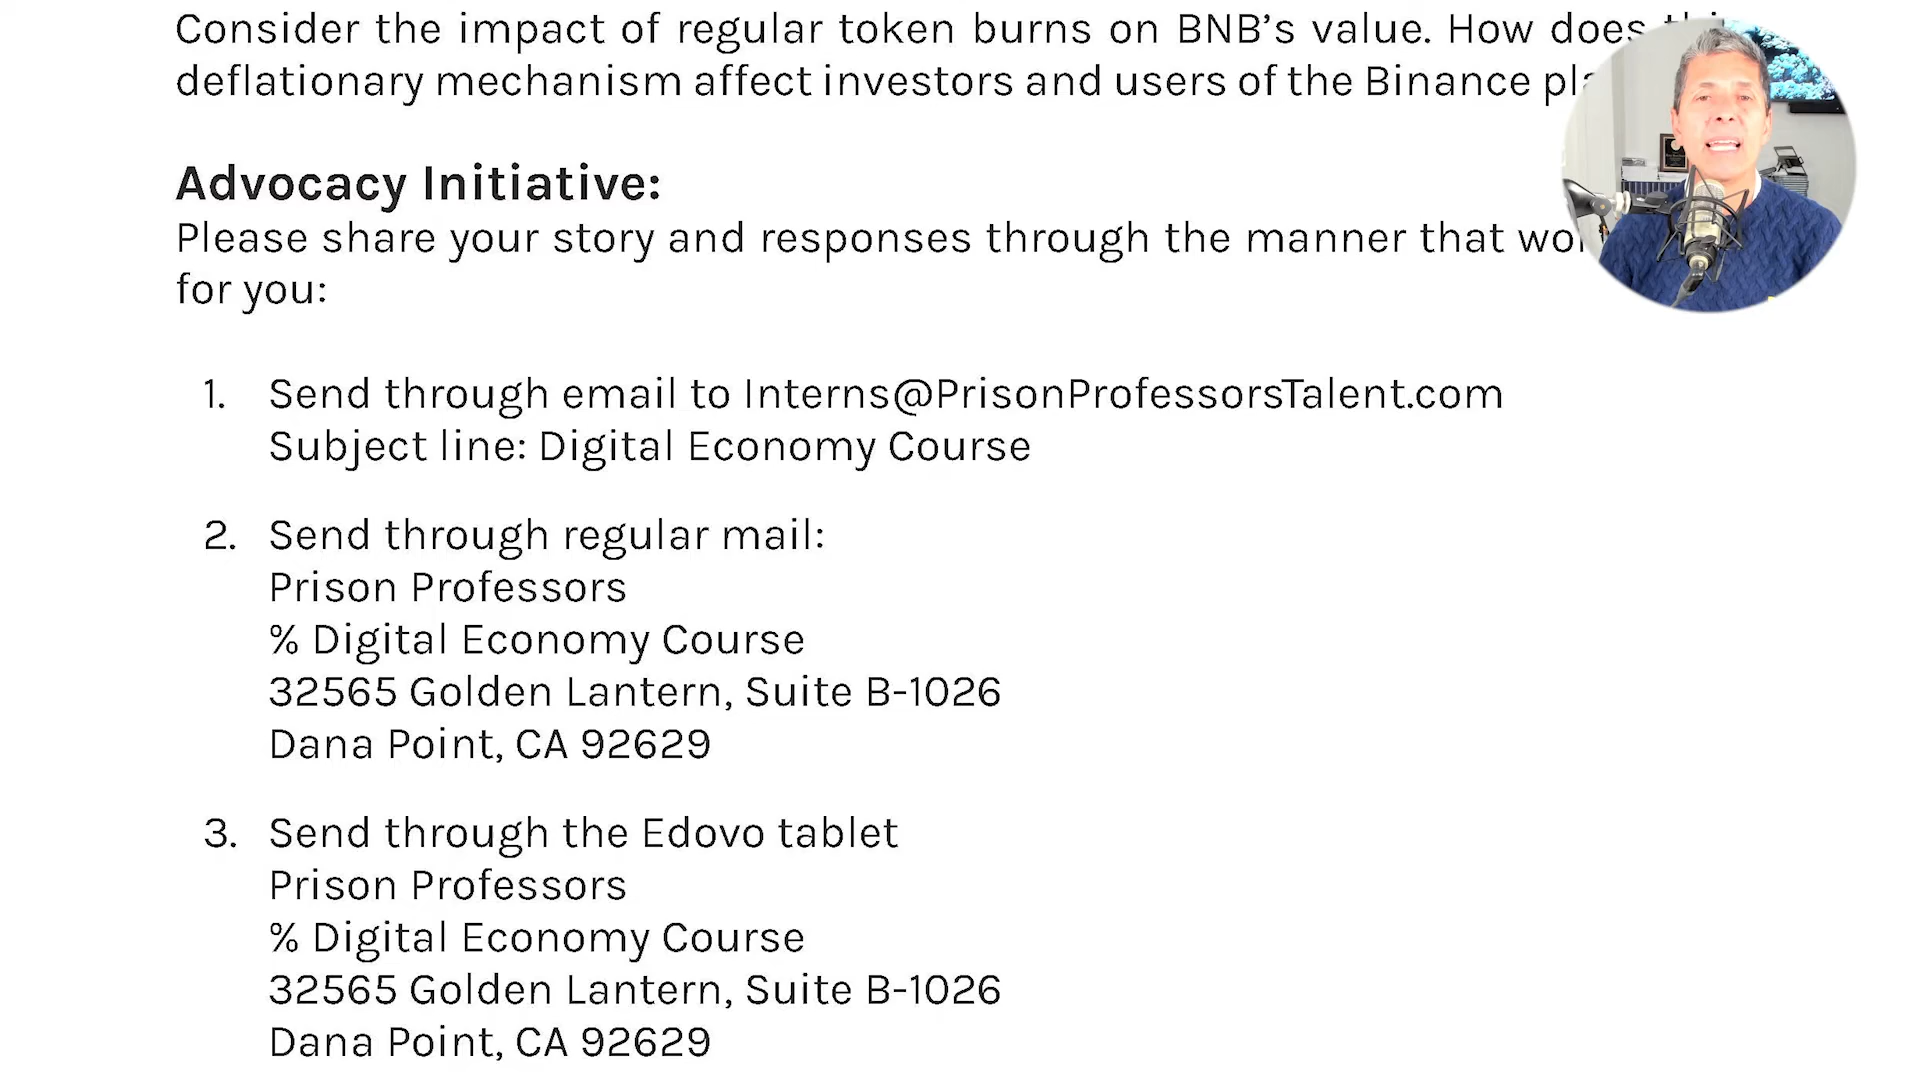 Consider the impact of regular token burns on BNB’s value. How does
deflationary mechanism affect investors and users of the Binance
Advocacy Initiative:
Please share your story and responses through the manner that
for you:
1. Send through email to Interns@PrisonProfessorsTalent.com
Subject line: Digital Economy Course
2. Send through regular mail:
Prison Professors
% Digital Economy Course
32565 Golden Lantern, Suite B-1026
Dana Point, CA 92629
3. Send through the Edovo tablet
Prison Professors
% Digital Economy Course
32565 Golden Lantern, Suite B-1026
Dana Point, CA 92629